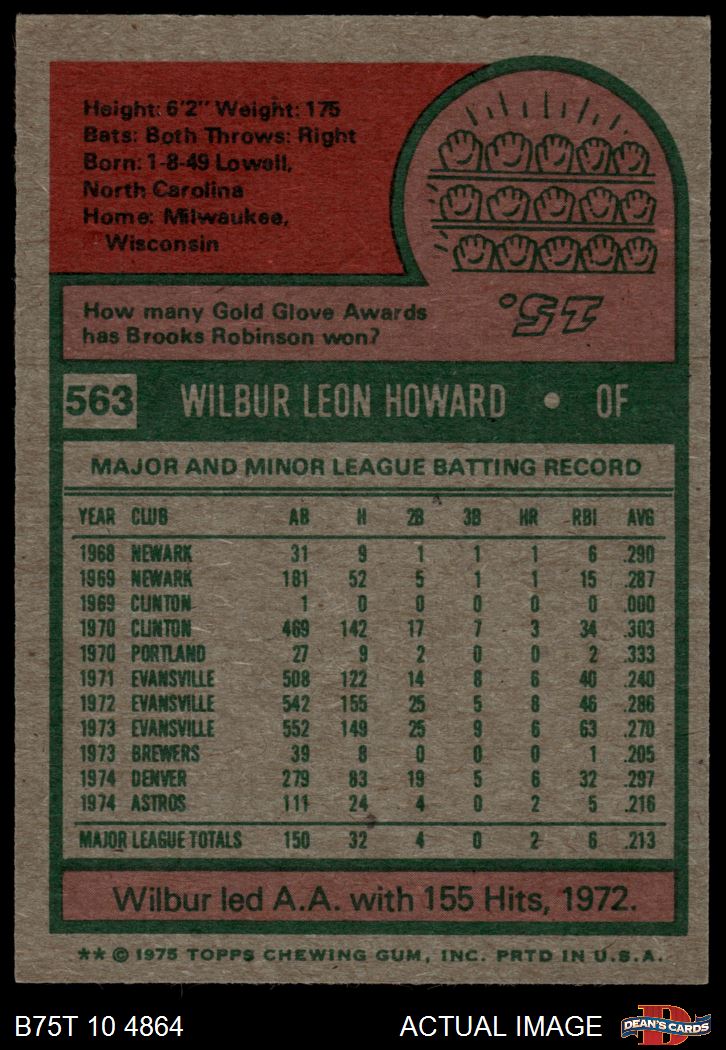 Height: 6'2" Weight: 175
Bats: Both Throws: Right
Born: 1-8-49 Lowell,
North Carolina
Home: Milwaukee,
Wisconsin
How many Gold Glove Awards
has Brooks Robinson won?
15.
563 WILBUR LEON HOWARD • OF
MAJOR AND MINOR LEAGUE BATTING RECORD
YEAR CLUB AB H 2B 3B HR RBI AVG
1968 NEWARK 31 9 1 1 1 6 .290
1969 NEWARK 181 52 5 1 1 15 .287
1969 CLINTON 1 0 0 0 0 0 .000
1970 CLINTON 469 142 17 7 3 34 .303
1970 PORTLAND 27 9 2 0 0 2 .333
1971 EVANSVILLE 508 122 14 8 6 40 .240
1972 EVANSVILLE 542 155 25 5 8 46 .286
1973 EVANSVILLE 552 149 25 9 6 63 .270
1973 BREWERS 39 8 0 0 0 1 .205
1974 DENVER 279 83 19 5 6 32 .297
1974 ASTROS 111 24 4 0 2 5 .216
MAJOR LEAGUE TOTALS 150 32 4 0 2 6 .213
Wilbur led A.A. with 155 Hits, 1972.
** © 1975 TOPPS CHEWING GUM, INC. PRTD IN U.S.A.
B75T 10 4864 ACTUAL IMAGE DEAN'S CARDS